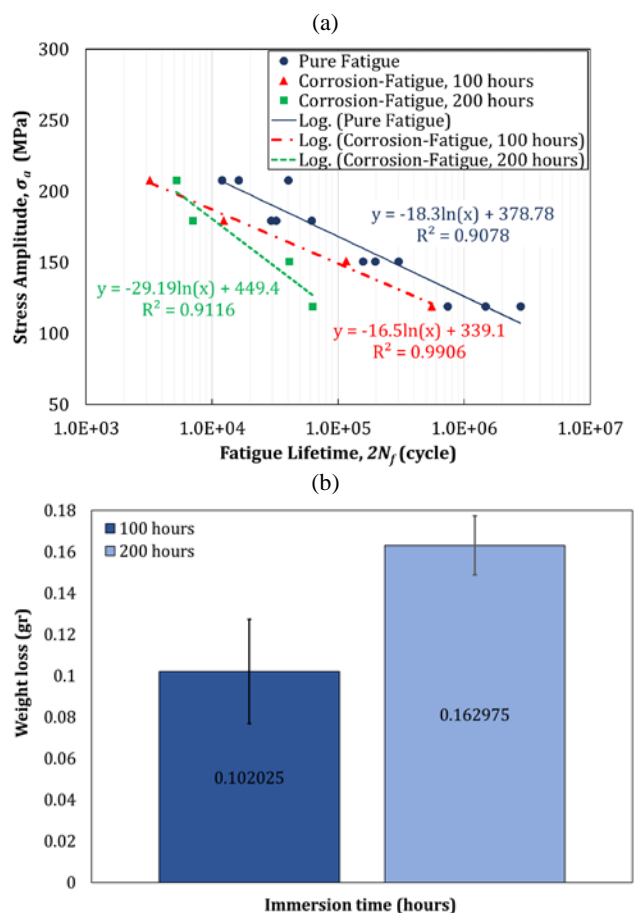 (a)
300
250
200
150
100
50
Stress Amplitude, σa (MPa)
Pure Fatigue
Corrosion-Fatigue, 100 hours
Corrosion-Fatigue, 200 hours
Log. (Pure Fatigue)
Log. (Corrosion-Fatigue, 100 hours)
Log. (Corrosion-Fatigue, 200 hours)
y = -18.3ln(x) + 378.78
R² = 0.9078
y = -29.19ln(x) + 449.4
R² = 0.9116
y = -16.5ln(x) + 339.1
R² = 0.9906
1.0E+03 1.0E+04 1.0E+05 1.0E+06 1.0E+07
Fatigue Lifetime, 2Nf (cycle)
(b)
0.18
0.16
0.14
0.12
0.1
0.08
0.06
0.04
0.02
0
Weight loss (gr)
100 hours
200 hours
0.102025
0.162975
Immersion time (hours)